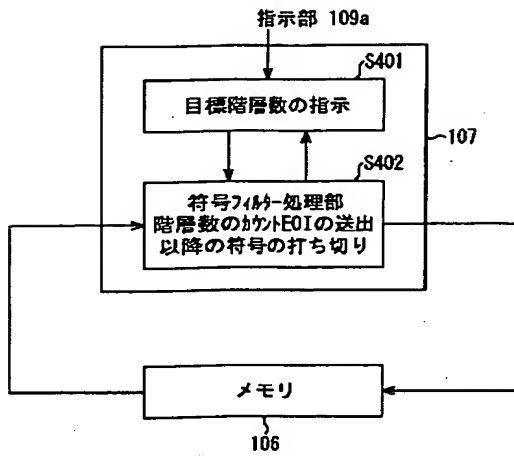 指示部 109a
S401
目標階層数の指示
107
S402
符号フィルター処理部
階層数のカウントEOIの送出
以降の符号の打ち切り
メモリ
106